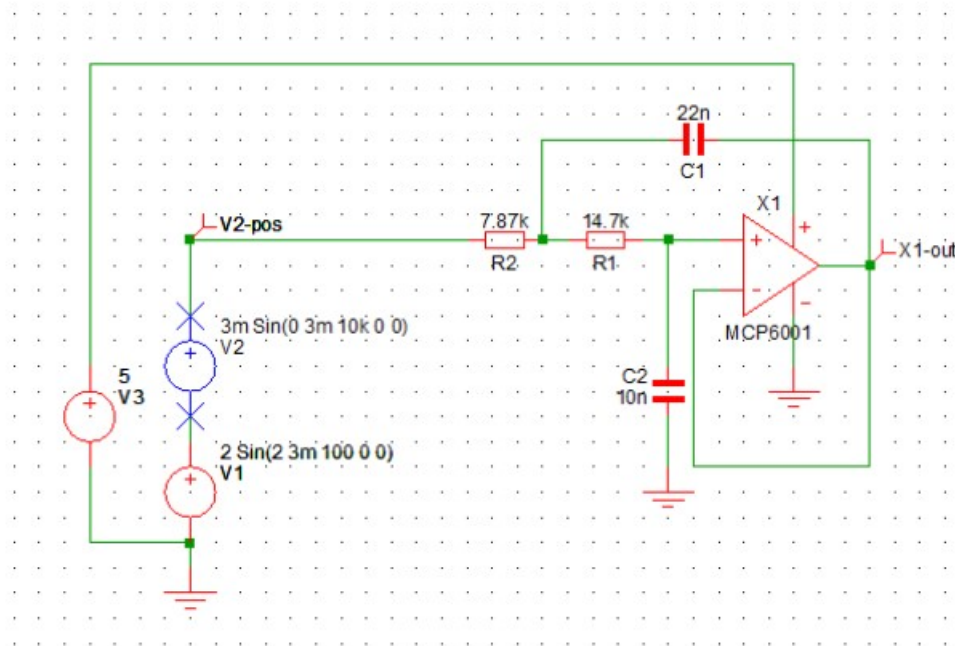 22n
C1
X1
V2-pos
7.87k
14.7k
+
+
X1-out
R2
R1
-
-
MCP6001
3m Sin(0 3m 10k 0 0)
+
V2
C2
10n
5
+
V3
2 Sin(2 3m 100 0 0)
V1
+